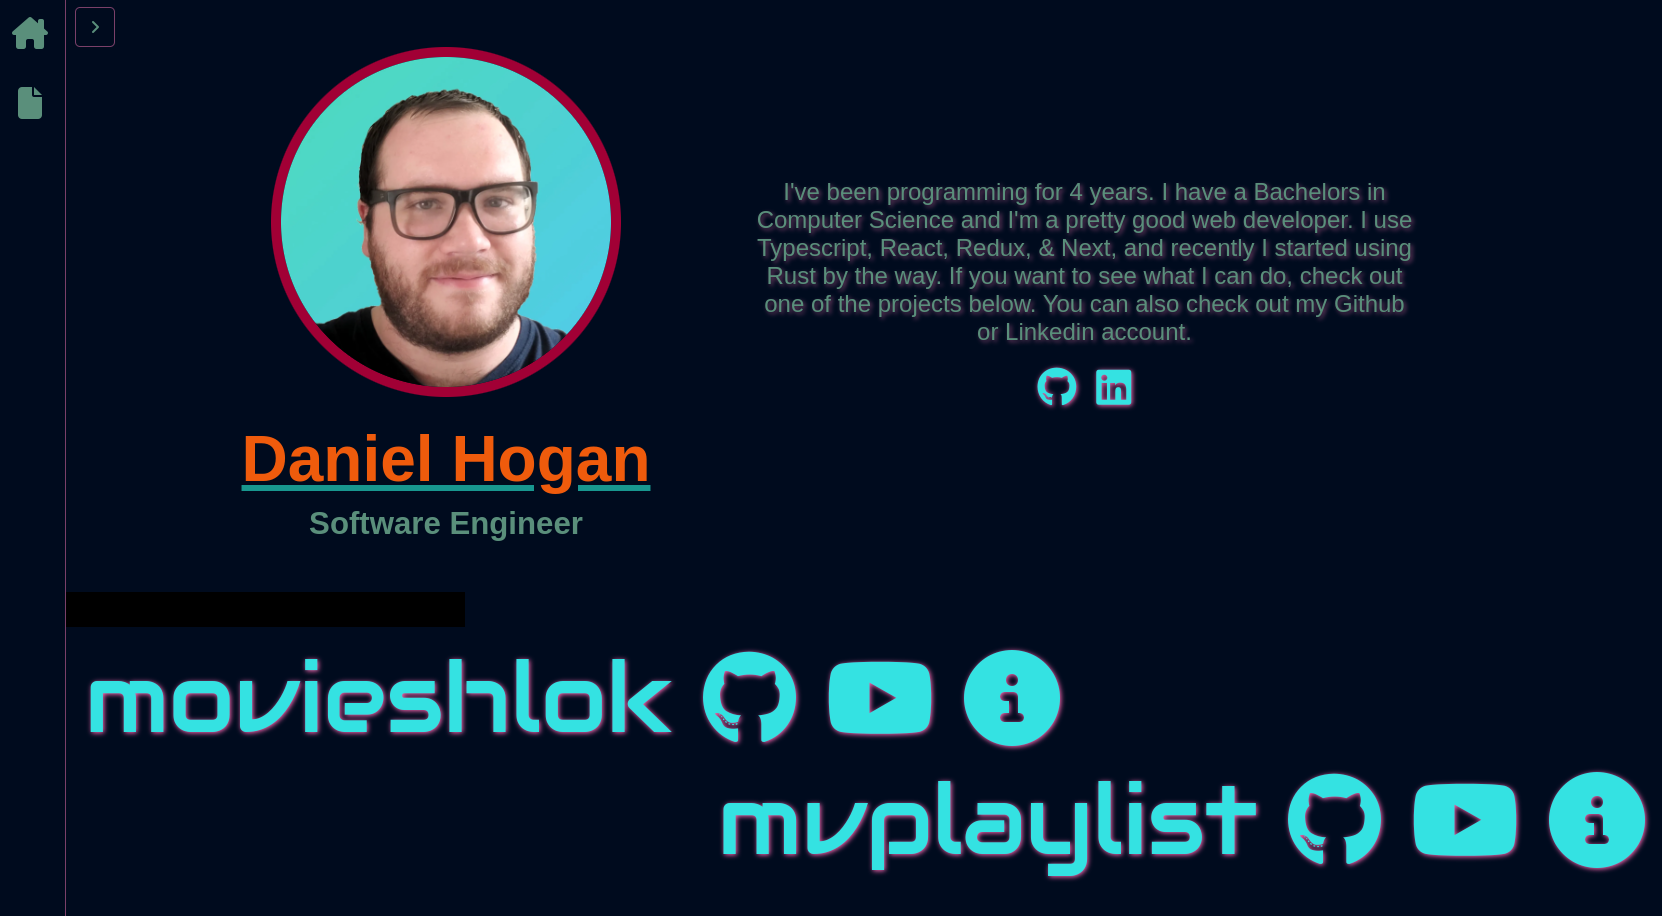 I've been programming for 4 years. I have a Bachelors in
Computer Science and I'm a pretty good web developer. I use
Typescript, React, Redux, & Next, and recently I started using
Rust by the way. If you want to see what I can do, check out
one of the projects below. You can also check out my Github
or Linkedin account.
Daniel Hogan
Software Engineer
movieshlok
mvplaylist